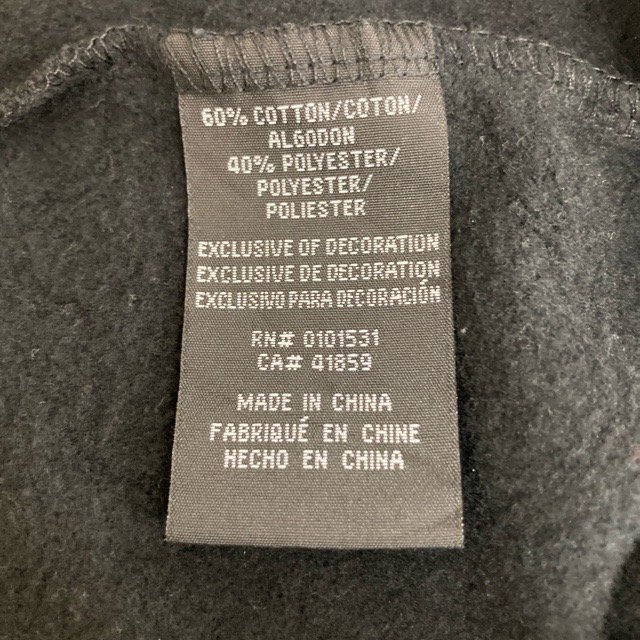 60% COTTON/COTON/
ALGODON
40% POLYESTER/
POLYESTER/
POLIESTER
EXCLUSIVE OF DECORATION
EXCLUSIVE DE DECORATION
EXCLUSIVO PARA DECORACIÓN
RN# 0101531
CA# 41859
MADE IN CHINA
FABRIQUÉ EN CHINE
HECHO EN CHINA